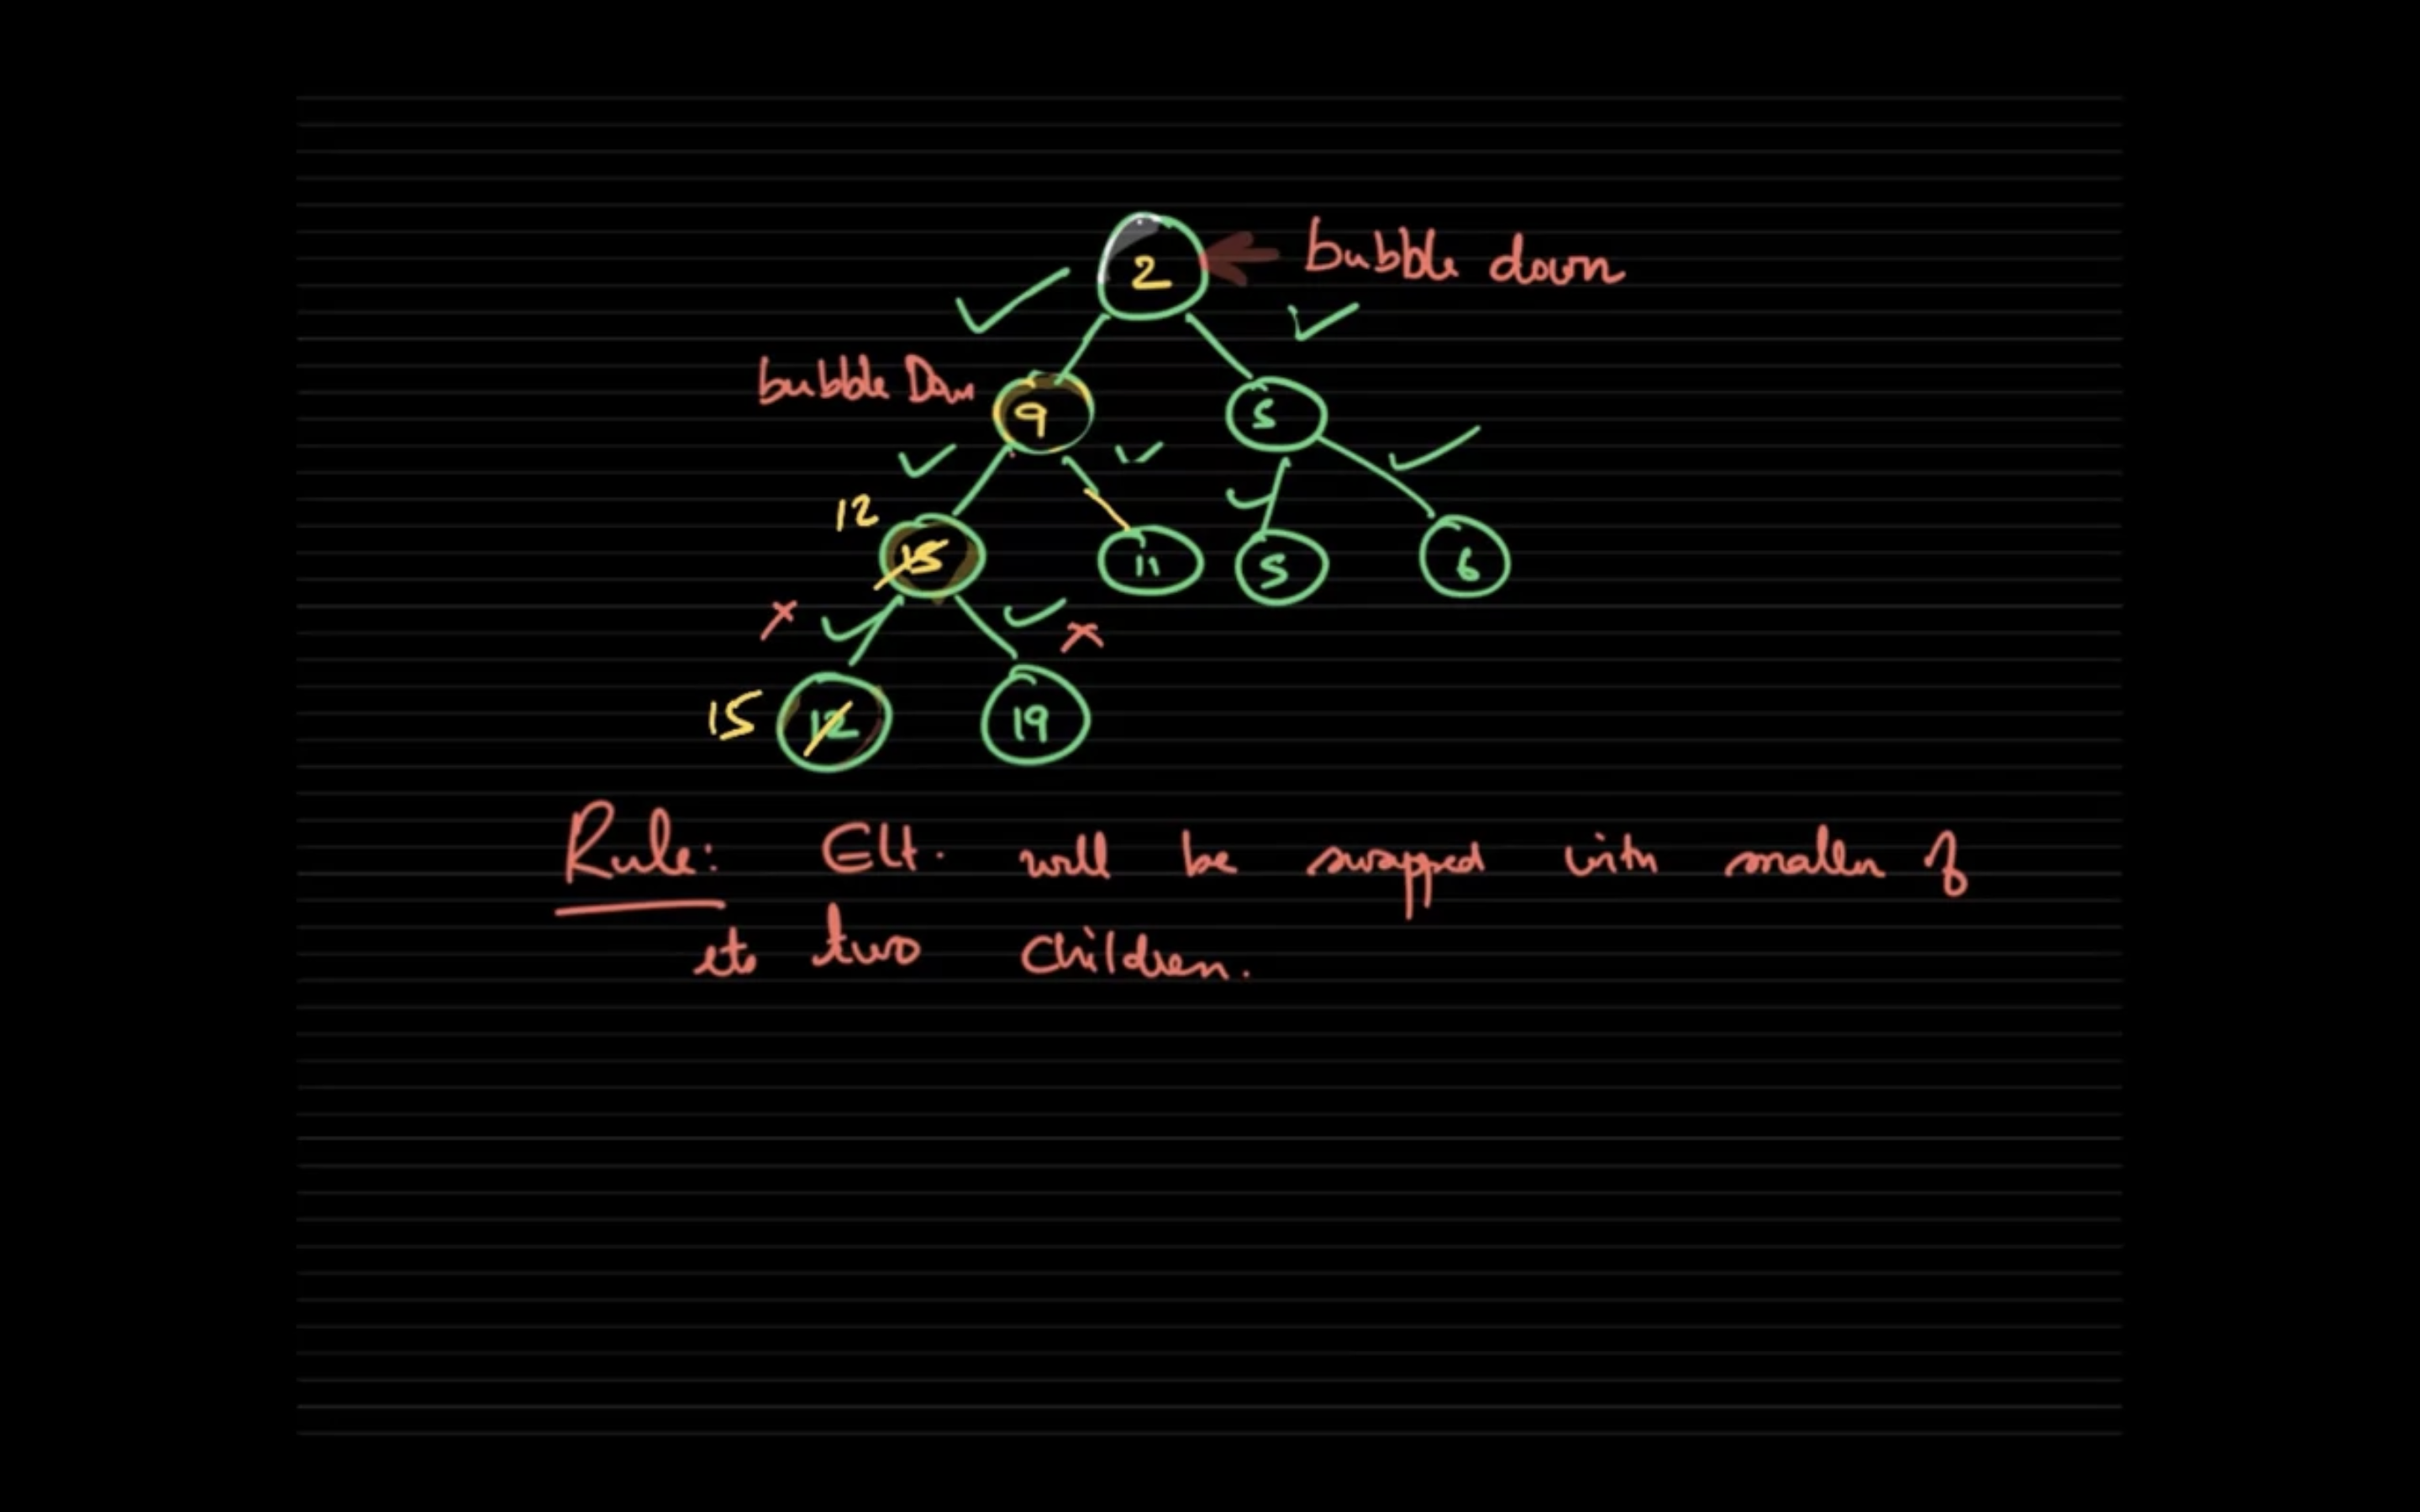 2 bubble down
bubble Down
9 5
12
15 11 5 6
15 12 19
Rule: Elt. will be swapped with smaller of
its two children.